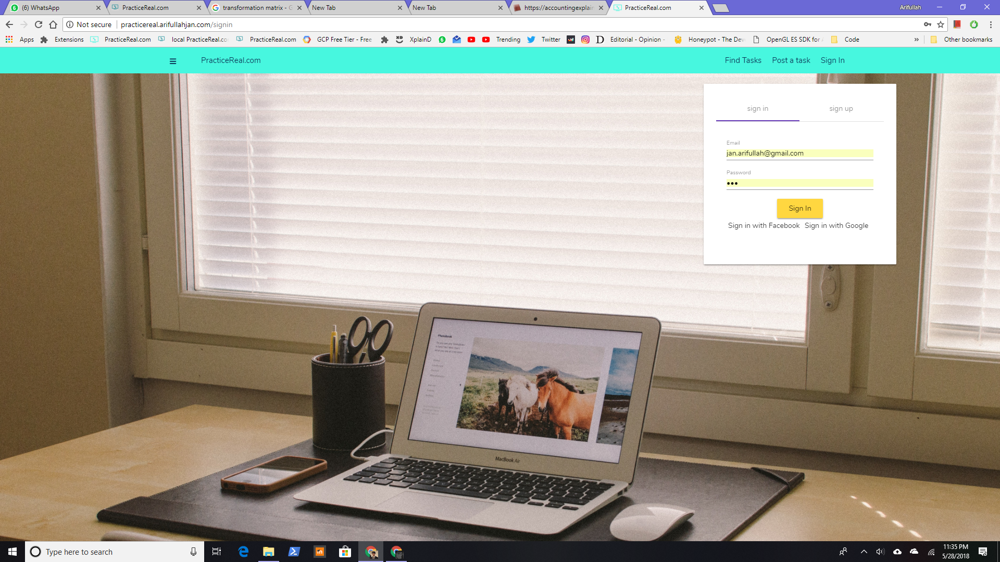 (6) WhatsApp
PracticeReal.com
transformation matrix - G
New Tab
New Tab
https://accountingexplai
PracticeReal.com
Arifullah
Not secure
practicereal.arifullahjan.com/signin
Apps
Extensions
PracticeReal.com
local PracticeReal.co
PracticeReal.com
GCP Free Tier - Free
XplainD
Trending
Twitter
Editorial - Opinion -
Honeypot - The Dev
OpenGL ES SDK for
Code
»
Other bookmarks
PracticeReal.com
Find Tasks
Post a task
Sign In
sign in
sign up
Email
jan.arifullah@gmail.com
Password
•••
Sign In
Sign in with Facebook
Sign in with Google
Photobook
MacBook Air
Type here to search
11:35 PM
5/28/2018